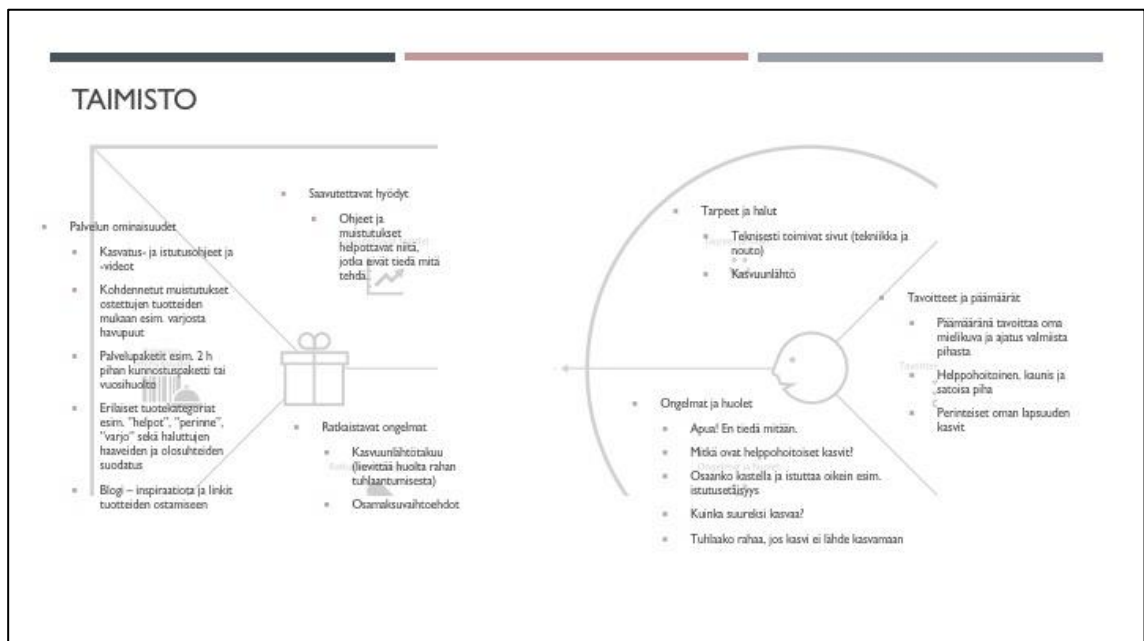 TAIMISTO
Palvelun ominaisuudet
Kasvatus- ja istutusohjeet ja
-videot
Kohdennetut muistutukset
ostettujen tuotteiden
mukaan esim. varjosta
havupuut
Palvelupaketit esim. 2 h
pihan kunnostuspaketti tai
vuosihuolto
Erilaiset tuotekategoriat
esim. "helpot", "perinne",
"varjo" sekä haluttujen
haaveiden ja olosuhteiden
suodatus
Blogi – inspiraatiota ja linkit
tuotteiden ostamiseen
Saavutettavat hyödyt
Ohjeet ja
muistutukset
helpottavat niitä,
jotka eivät tiedä mitä
tehdä.
Ratkaistavat ongelmat
Kasvuunlähtötakuu
(lievittää huolta rahan
tuhlaantumisesta)
Osamaksuvaihtoehdot
Tarpeet ja halut
Teknisesti toimivat sivut (tekniikka ja
nouto)
Kasvuunlähtö
Tavoitteet ja päämäärät
Päämääränä tavoittaa oma
mielikuva ja ajatus valmiista
pihasta
Helppohoitoinen, kaunis ja
satoisa piha
Perinteiset oman lapsuuden
kasvit
Ongelmat ja huolet
Apua! En tiedä mitään.
Mitkä ovat helppohoitoiset kasvit?
Osaanko kastella ja istuttaa oikein esim.
istutusetäisyys
Kuinka suureksi kasvaa?
Tuhlaako rahaa, jos kasvi ei lähde kasvamaan